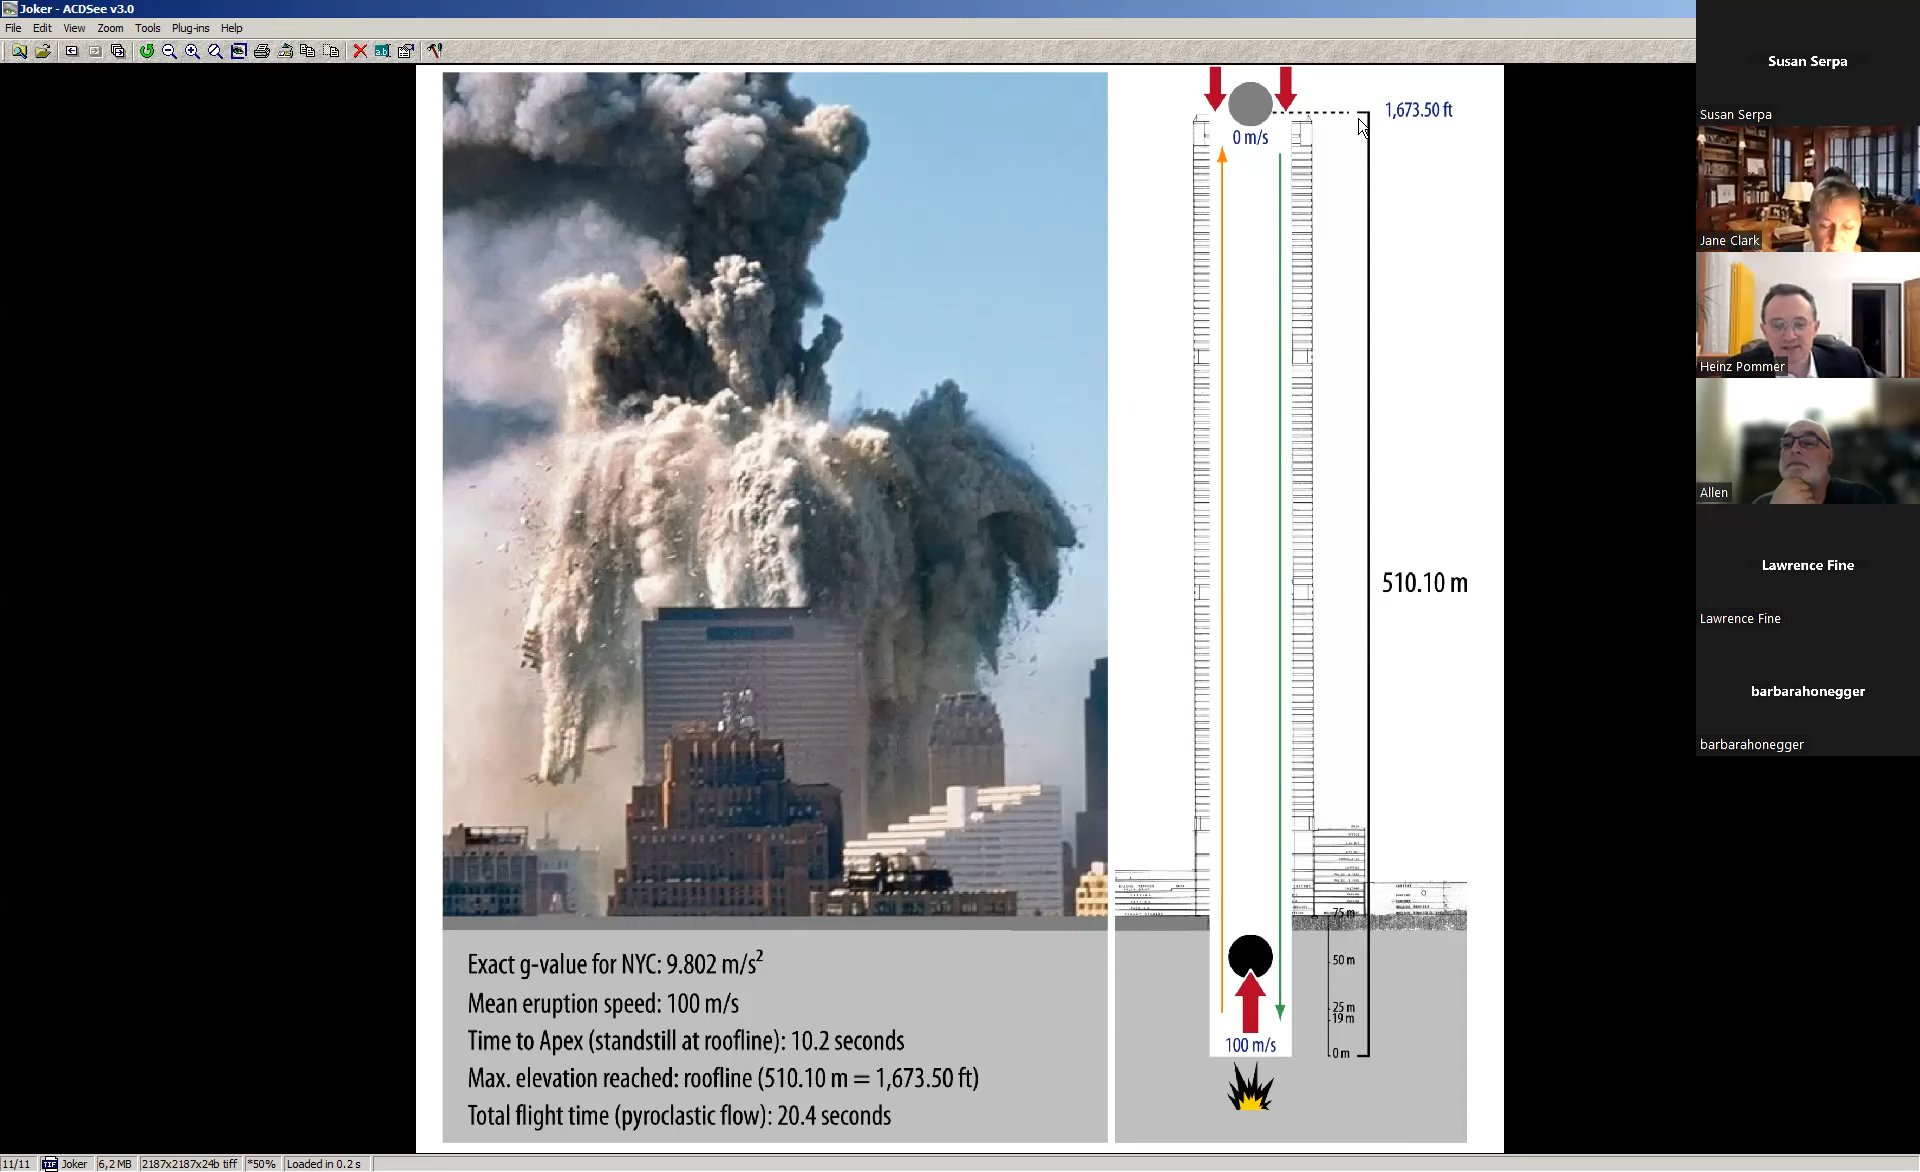 Joker - ACDSee v3.0
File Edit View Zoom Tools Plug-ins Help
1,673.50 ft
0 m/s
510.10 m
75 m
50 m
25 m
19 m
0 m
100 m/s
Exact g-value for NYC: 9.802 m/s²
Mean eruption speed: 100 m/s
Time to Apex (standstill at roofline): 10.2 seconds
Max. elevation reached: roofline (510.10 m = 1,673.50 ft)
Total flight time (pyroclastic flow): 20.4 seconds
Susan Serpa
Susan Serpa
Jane Clark
Heinz Pommer
Allen
Lawrence Fine
Lawrence Fine
barbarahonegger
barbarahonegger
11/11 TIF Joker 6,2 MB 2187x2187x24b tiff *50% Loaded in 0.2 s